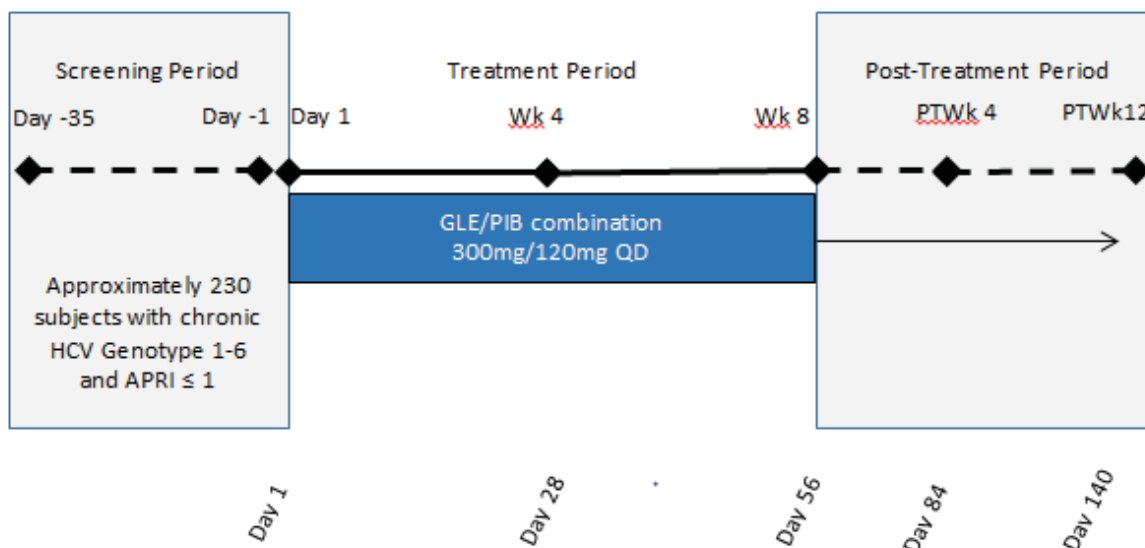 Screening Period
Treatment Period
Post-Treatment Period
Day -35
Day -1
Day 1
Wk 4
Wk 8
PTWk 4
PTWk12
GLE/PIB combination
300mg/120mg QD
Approximately 230
subjects with chronic
HCV Genotype 1-6
and APRI ≤ 1
Day 1
Day 28
Day 56
Day 84
Day 140